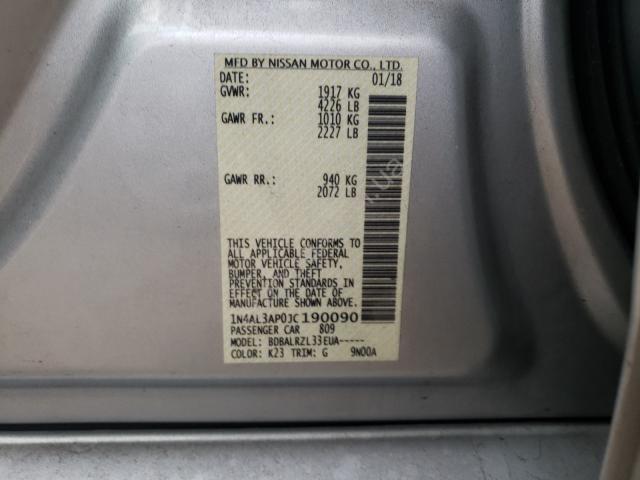 MFD BY NISSAN MOTOR CO., LTD.
DATE: 01/18
GVWR: 1917 KG
4226 LB
GAWR FR.: 1010 KG
2227 LB
GAWR RR.: 940 KG
2072 LB
THIS VEHICLE CONFORMS TO
ALL APPLICABLE FEDERAL
MOTOR VEHICLE SAFETY,
BUMPER, AND THEFT
PREVENTION STANDARDS IN
EFFECT ON THE DATE OF
MANUFACTURE SHOWN ABOVE.
1N4AL3AP0JC190090
PASSENGER CAR 809
MODEL: BDBALRZL33EUA-----
COLOR: K23 TRIM: G 9N00A